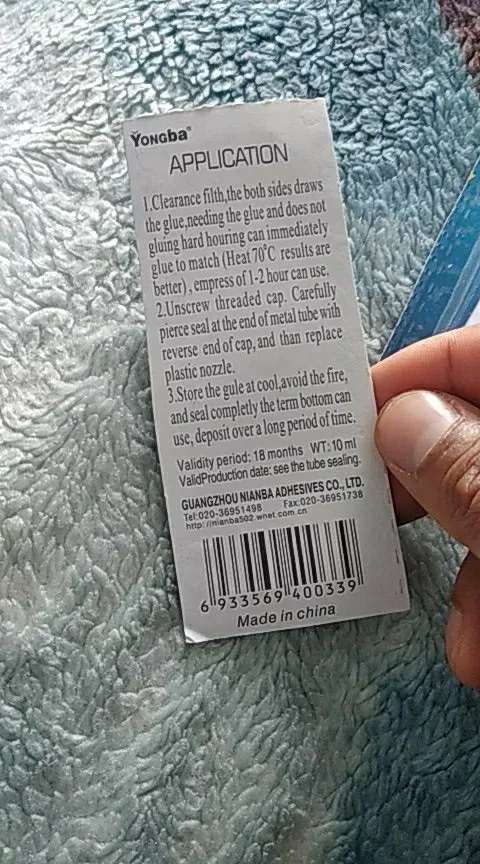 YONGba®
APPLICATION
1.Clearance filth,the both sides draws
the glue,needing the glue and does not
gluing hard houring can immediately
glue to match (Heat 70°C results are
better) , empress of 1-2 hour can use.
2.Unscrew threaded cap. Carefully
pierce seal at the end of metal tube with
reverse end of cap, and than replace
plastic nozzle.
3.Store the gule at cool,avoid the fire,
and seal completly the term bottom can
use, deposit over a long period of time.
Validity period: 18 months WT: 10 ml
ValidProduction date: see the tube sealing.
GUANGZHOU NIANBA ADHESIVES CO., LTD.
Tel:020-36951498 Fax:020-36951738
http://nianba502.wnet.com.cn
6 933569 400339
Made in china